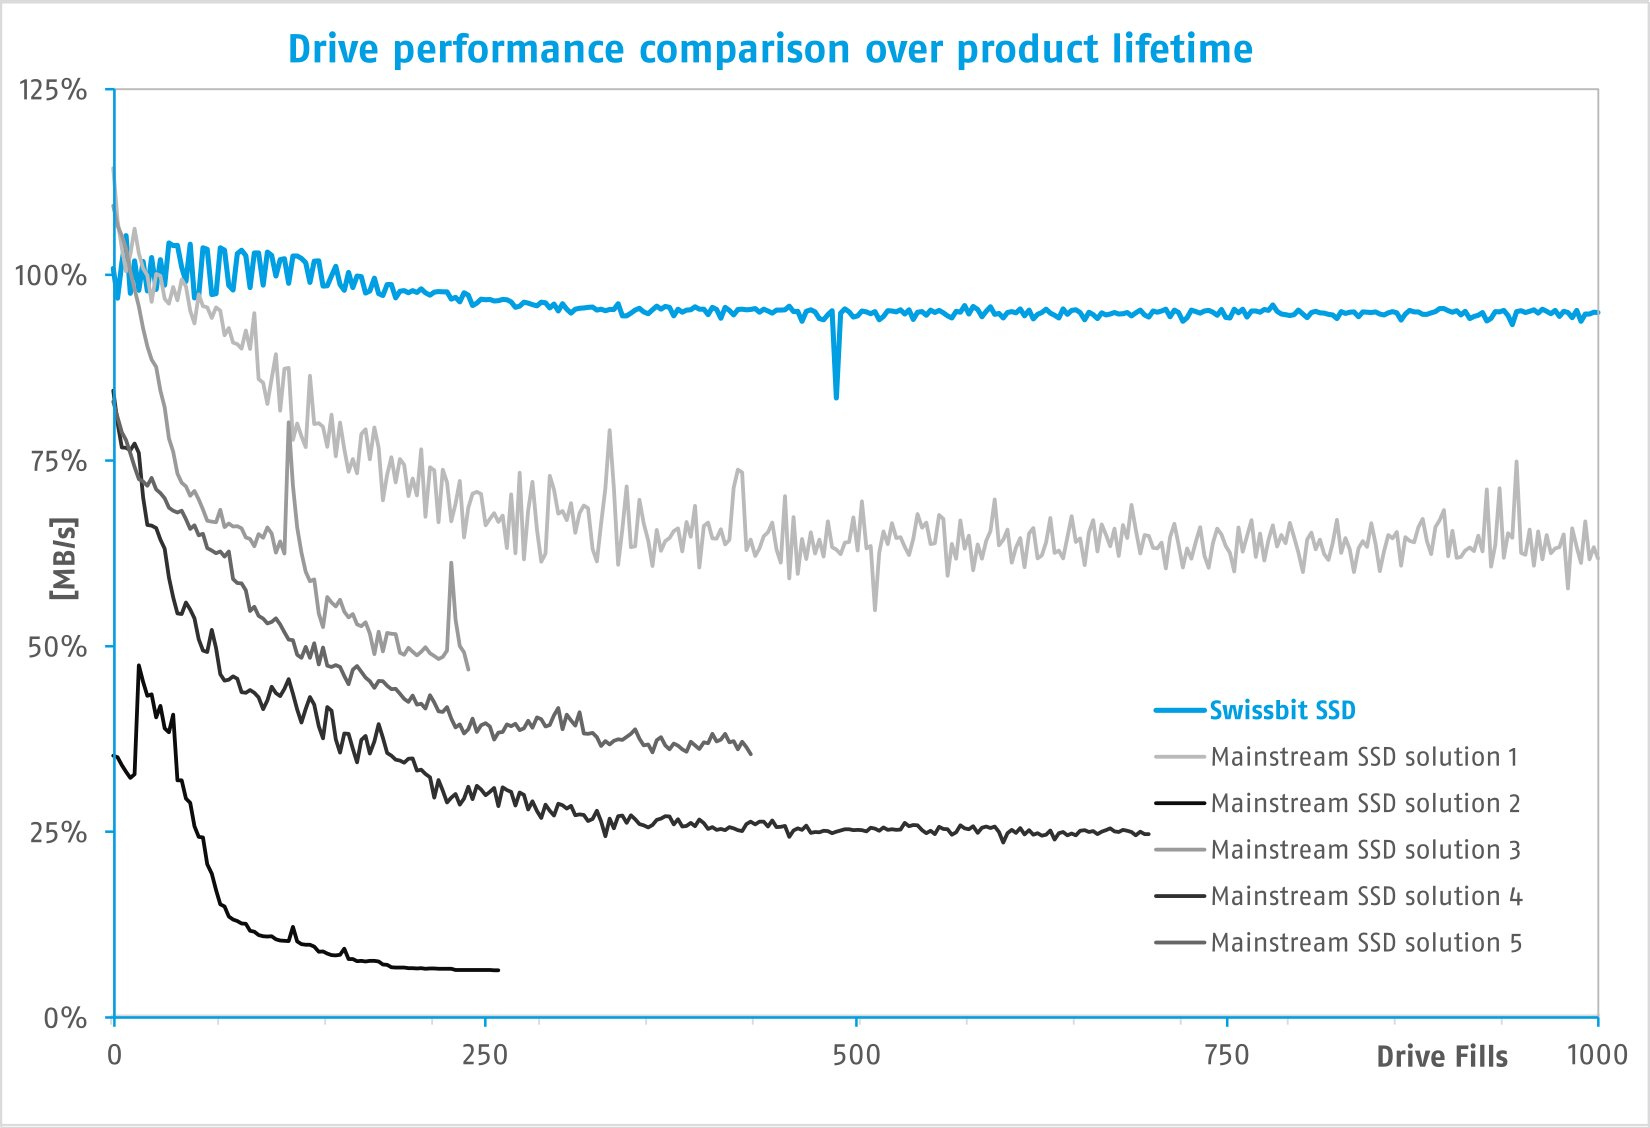 Drive performance comparison over product lifetime
125%
100%
75%
50%
25%
0%
[MB/s]
Swissbit SSD
Mainstream SSD solution 1
Mainstream SSD solution 2
Mainstream SSD solution 3
Mainstream SSD solution 4
Mainstream SSD solution 5
0 250 500 750 Drive Fills 1000